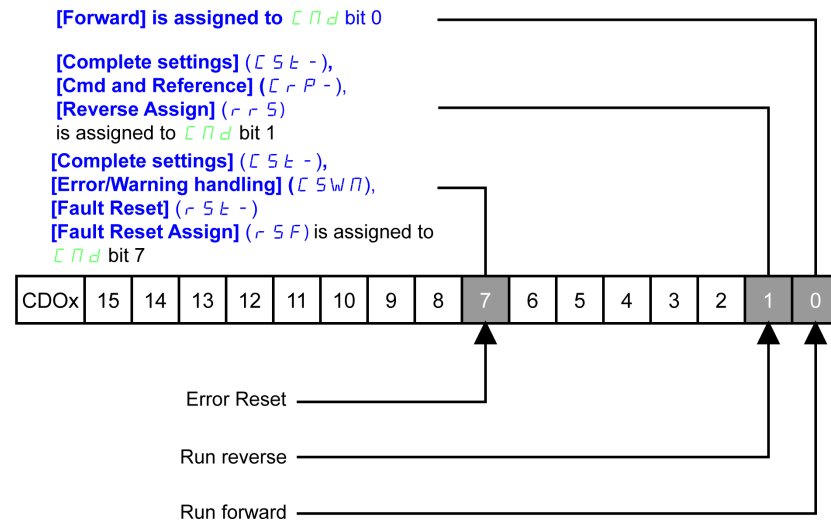 [Forward] is assigned to CMd bit 0
[Complete settings] (CSt-),
[Cmd and Reference] (CrP-),
[Reverse Assign] (rrS)
is assigned to CMd bit 1
[Complete settings] (CSt-),
[Error/Warning handling] (CSWM),
[Fault Reset] (rSt-)
[Fault Reset Assign] (rSF) is assigned to
CMd bit 7
CDOx 15 14 13 12 11 10 9 8 7 6 5 4 3 2 1 0
Error Reset
Run reverse
Run forward